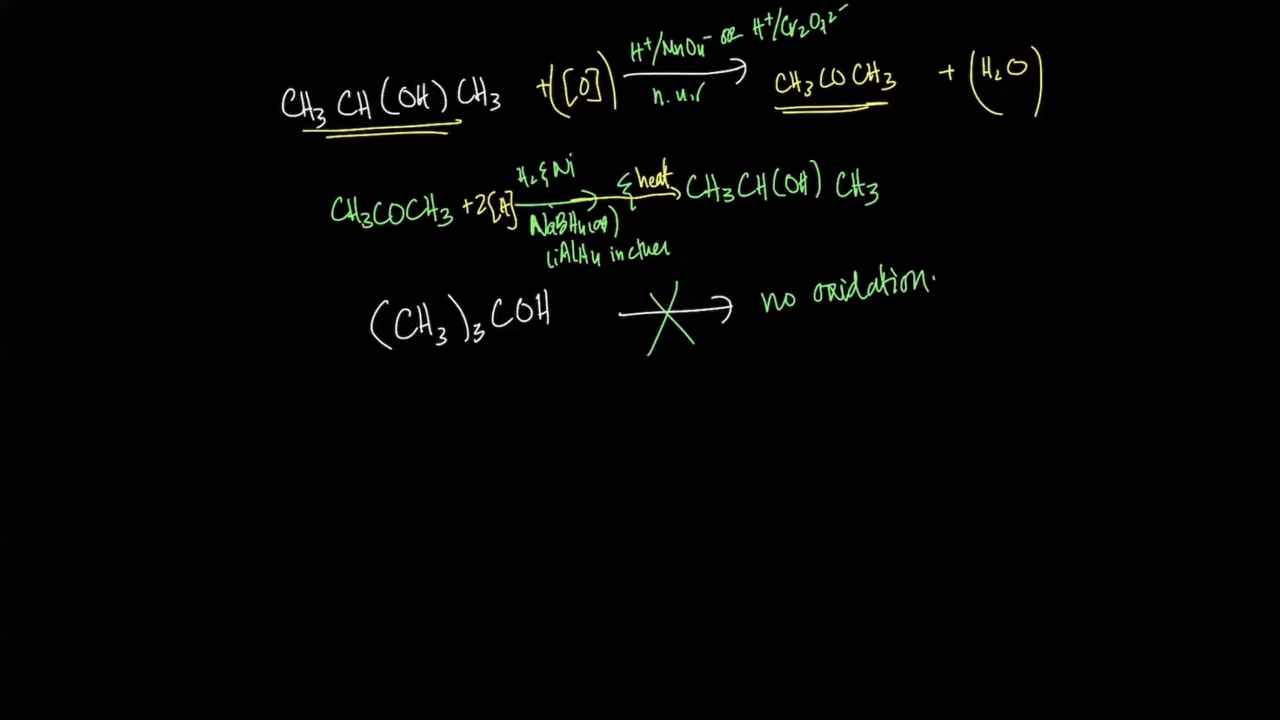 H⁺/MnO₄⁻ or H⁺/Cr₂O₇²⁻
CH₃CH(OH)CH₃ + ([O]) → CH₃COCH₃ + (H₂O)
H₂ & Ni
CH₃COCH₃ + 2[H] → & heat CH₃CH(OH)CH₃
NaBH₄(aq)
LiAlH₄ in ether
(CH₃)₃COH → no oxidation.